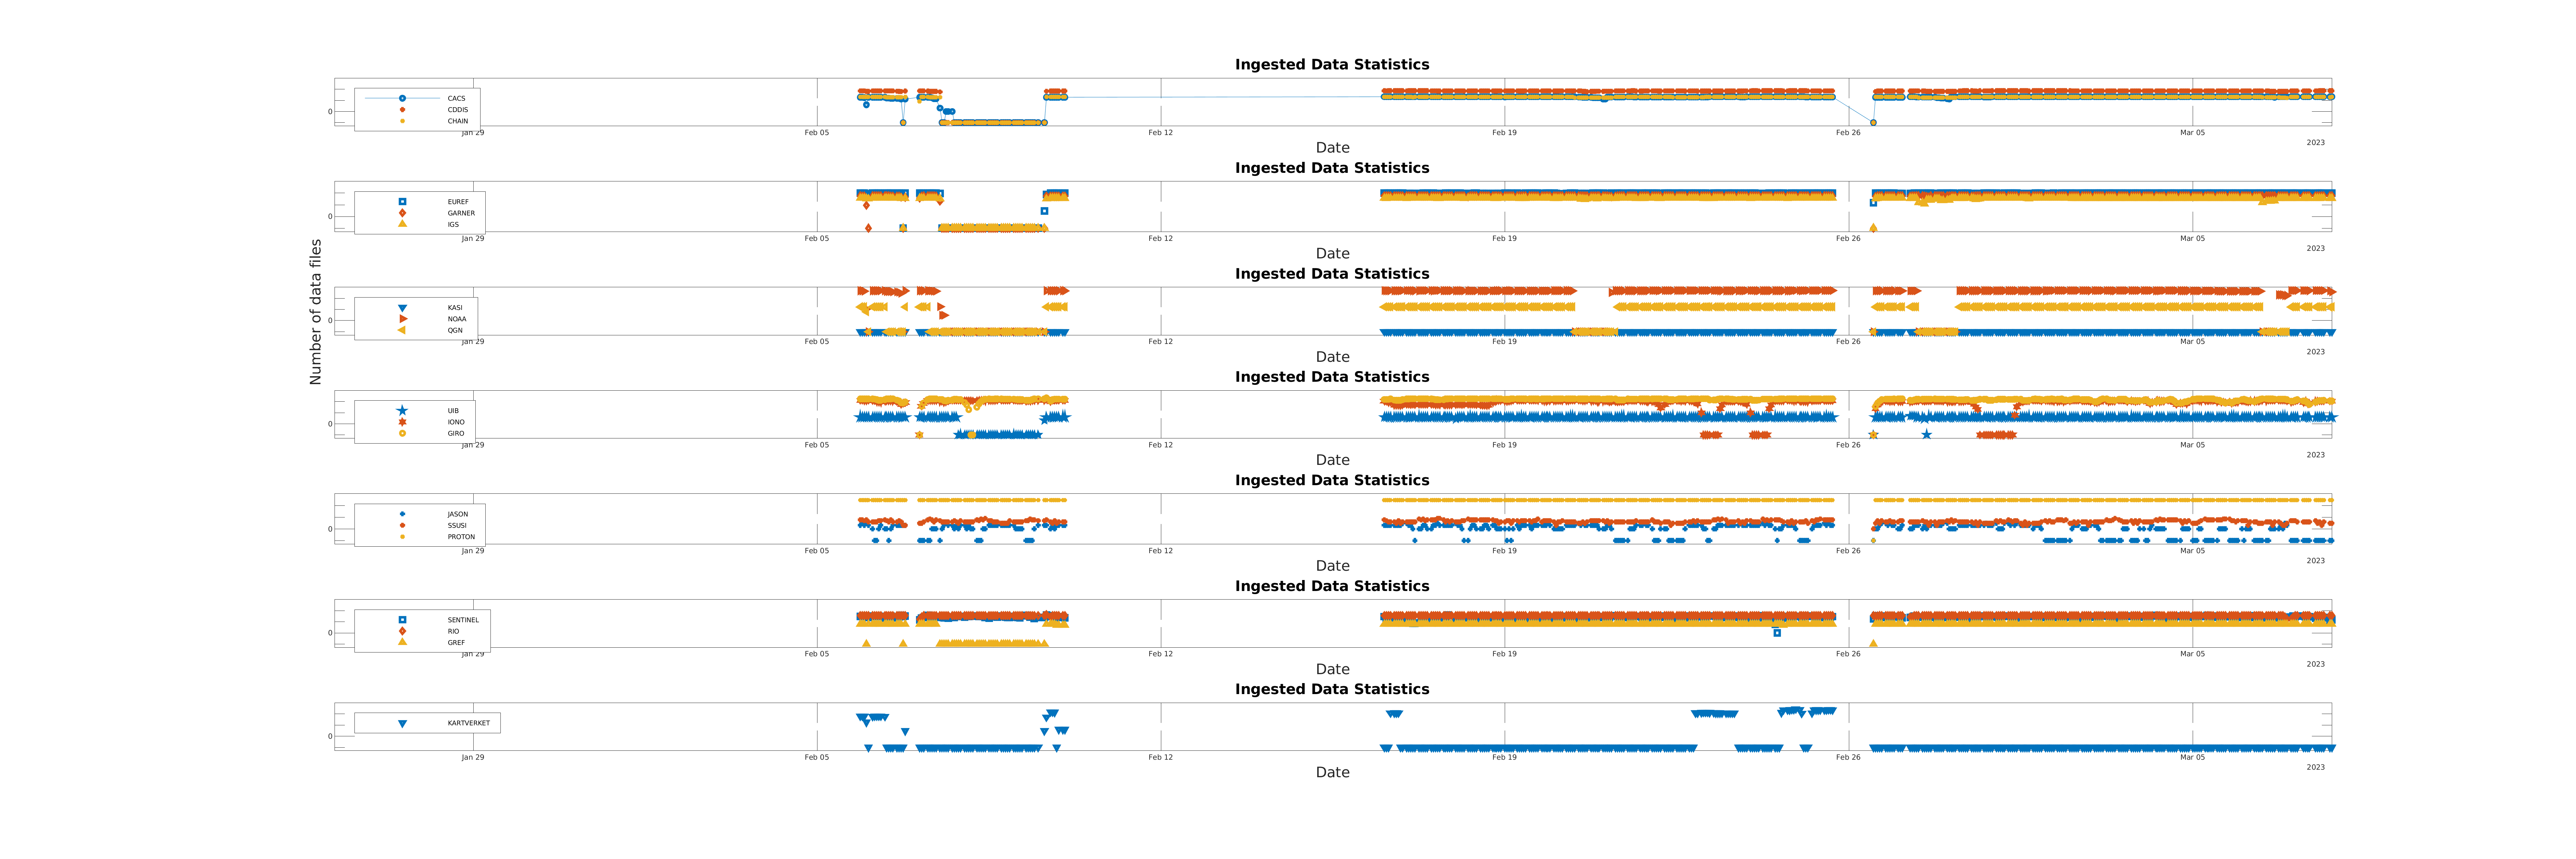 Ingested Data Statistics
0
CACS
CDDIS
CHAIN
Jan 29 Feb 05 Feb 12 Feb 19 Feb 26 Mar 05
Date
2023
Ingested Data Statistics
0
EUREF
GARNER
IGS
Jan 29 Feb 05 Feb 12 Feb 19 Feb 26 Mar 05
Date
2023
Number of data files
Ingested Data Statistics
0
KASI
NOAA
QGN
Jan 29 Feb 05 Feb 12 Feb 19 Feb 26 Mar 05
Date
2023
Ingested Data Statistics
0
UIB
IONO
GIRO
Jan 29 Feb 05 Feb 12 Feb 19 Feb 26 Mar 05
Date
2023
Ingested Data Statistics
0
JASON
SSUSI
PROTON
Jan 29 Feb 05 Feb 12 Feb 19 Feb 26 Mar 05
Date
2023
Ingested Data Statistics
0
SENTINEL
RIO
GREF
Jan 29 Feb 05 Feb 12 Feb 19 Feb 26 Mar 05
Date
2023
Ingested Data Statistics
0
KARTVERKET
Jan 29 Feb 05 Feb 12 Feb 19 Feb 26 Mar 05
Date
2023